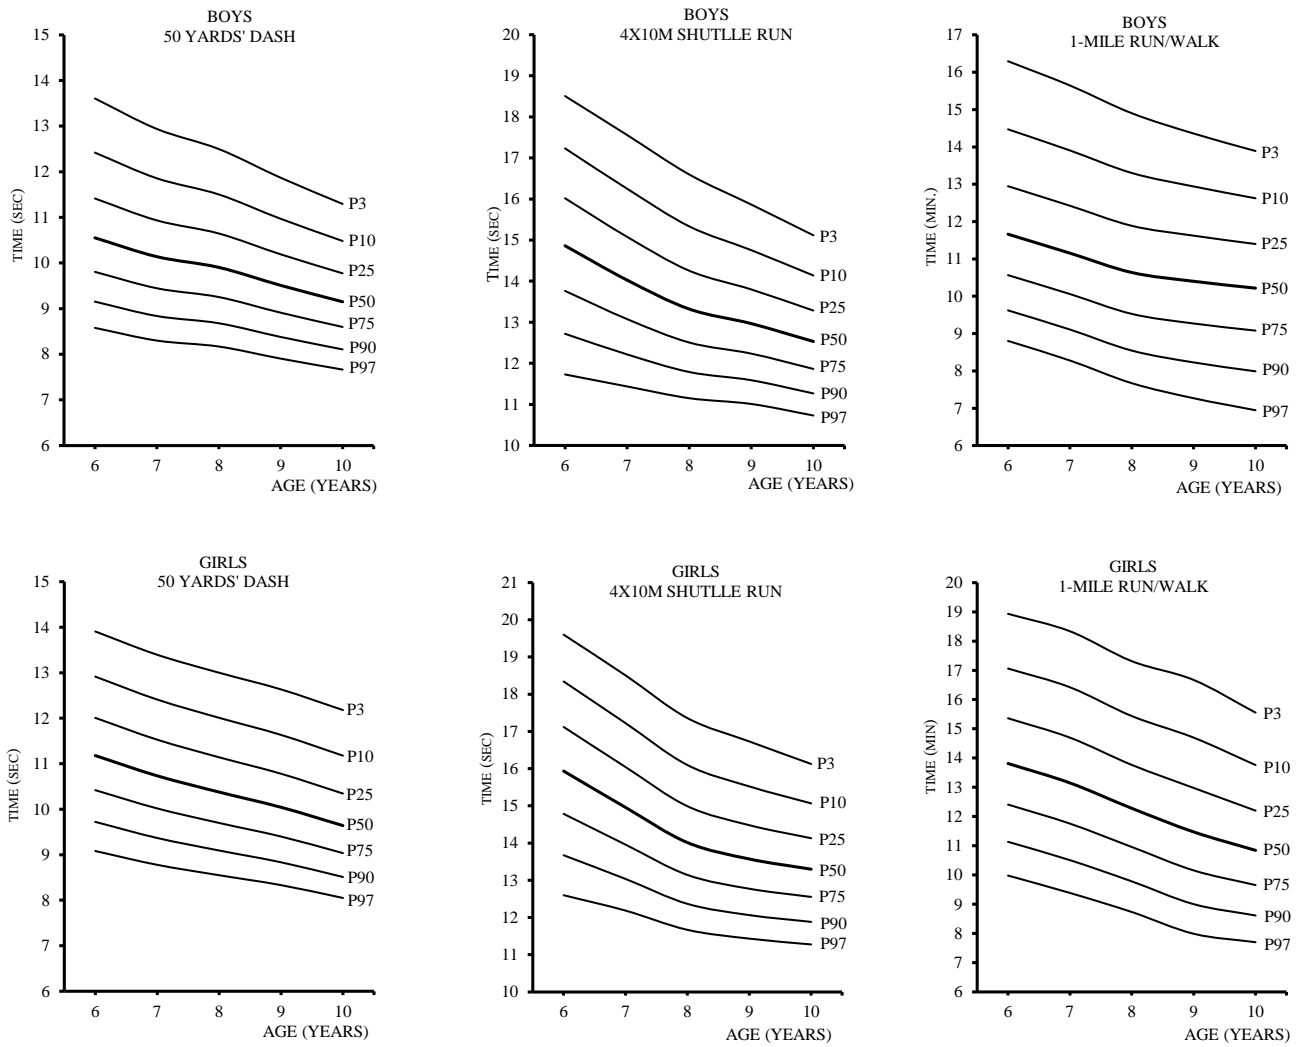 BOYS
50 YARDS' DASH
15
14
13
12
11
10
9
8
7
6
TIME (SEC)
P3
P10
P25
P50
P75
P90
P97
6 7 8 9 10
AGE (YEARS)
BOYS
4X10M SHUTLLE RUN
20
19
18
17
16
15
14
13
12
11
10
TIME (SEC)
P3
P10
P25
P50
P75
P90
P97
6 7 8 9 10
AGE (YEARS)
BOYS
1-MILE RUN/WALK
17
16
15
14
13
12
11
10
9
8
7
6
TIME (MIN.)
P3
P10
P25
P50
P75
P90
P97
6 7 8 9 10
AGE (YEARS)
GIRLS
50 YARDS' DASH
15
14
13
12
11
10
9
8
7
6
TIME (SEC)
P3
P10
P25
P50
P75
P90
P97
6 7 8 9 10
AGE (YEARS)
GIRLS
4X10M SHUTLLE RUN
21
20
19
18
17
16
15
14
13
12
11
10
TIME (SEC)
P3
P10
P25
P50
P75
P90
P97
6 7 8 9 10
AGE (YEARS)
GIRLS
1-MILE RUN/WALK
20
19
18
17
16
15
14
13
12
11
10
9
8
7
6
TIME (MIN)
P3
P10
P25
P50
P75
P90
P97
6 7 8 9 10
AGE (YEARS)